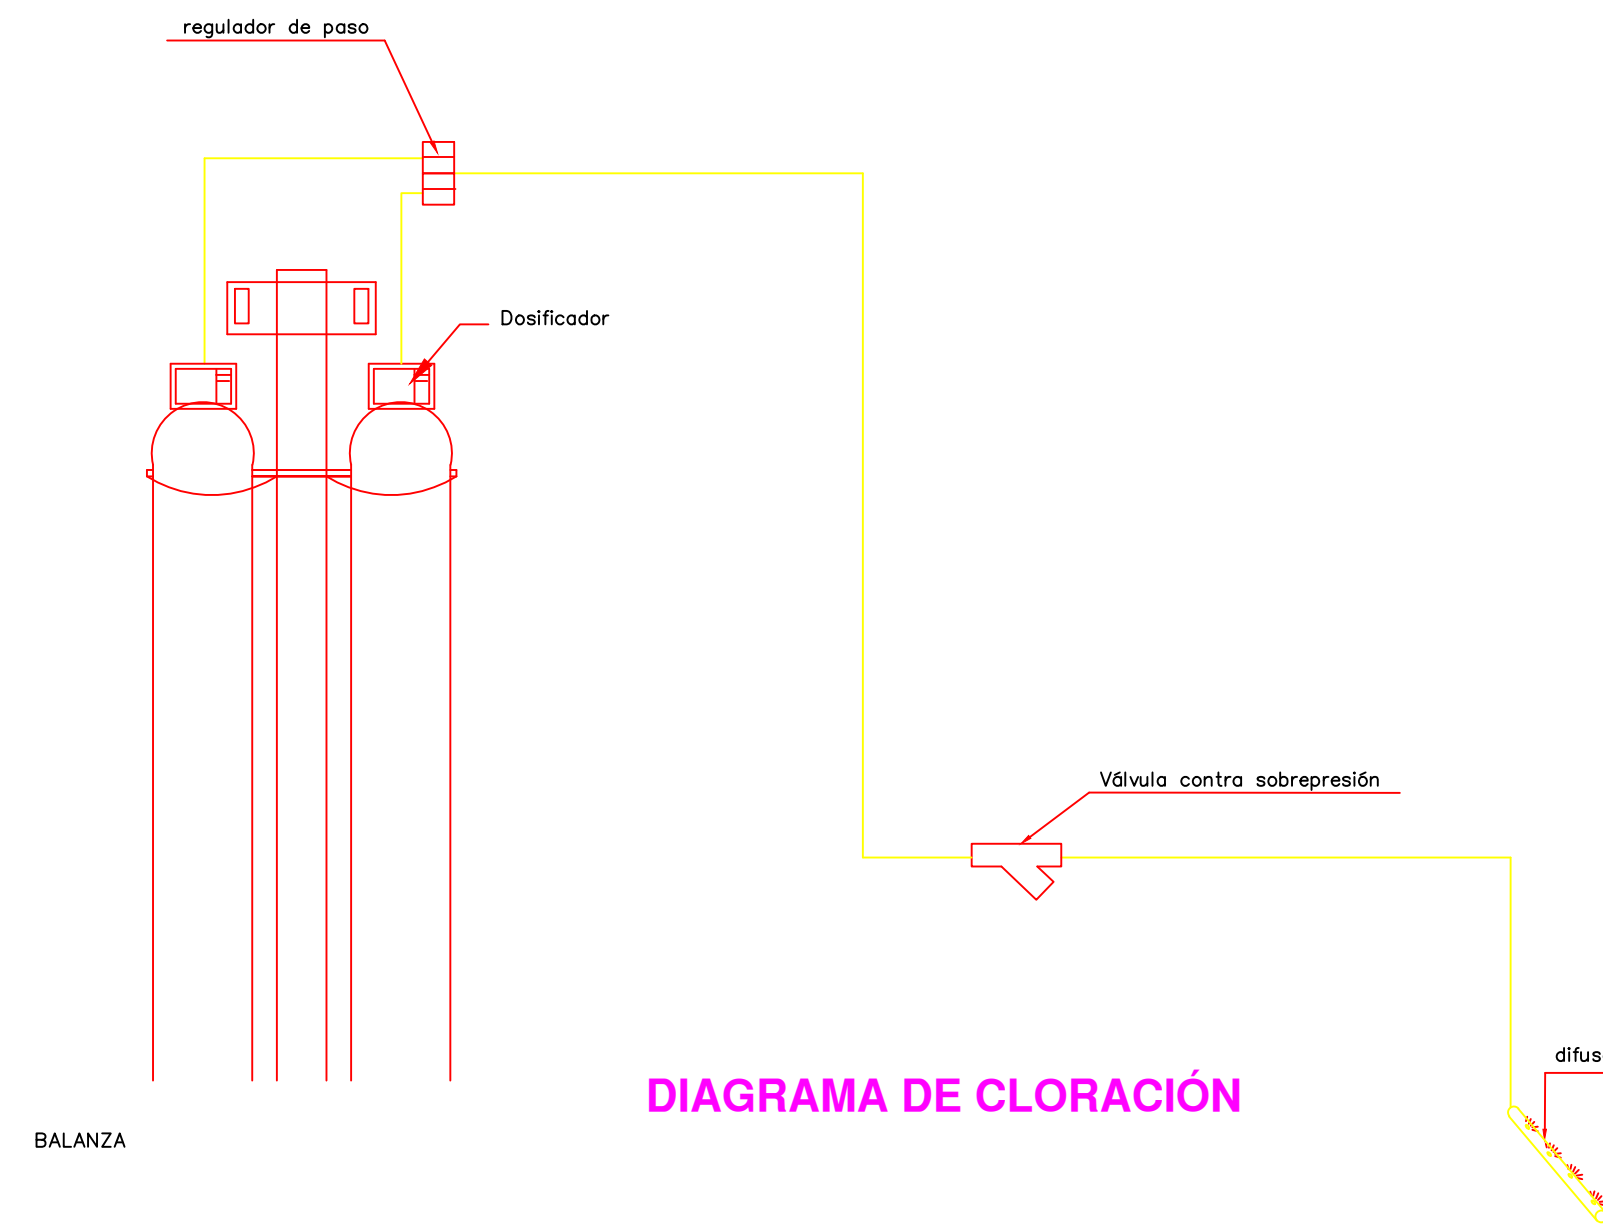 regulador de paso
Dosificador
Válvula contra sobrepresión
difus
DIAGRAMA DE CLORACIÓN
BALANZA